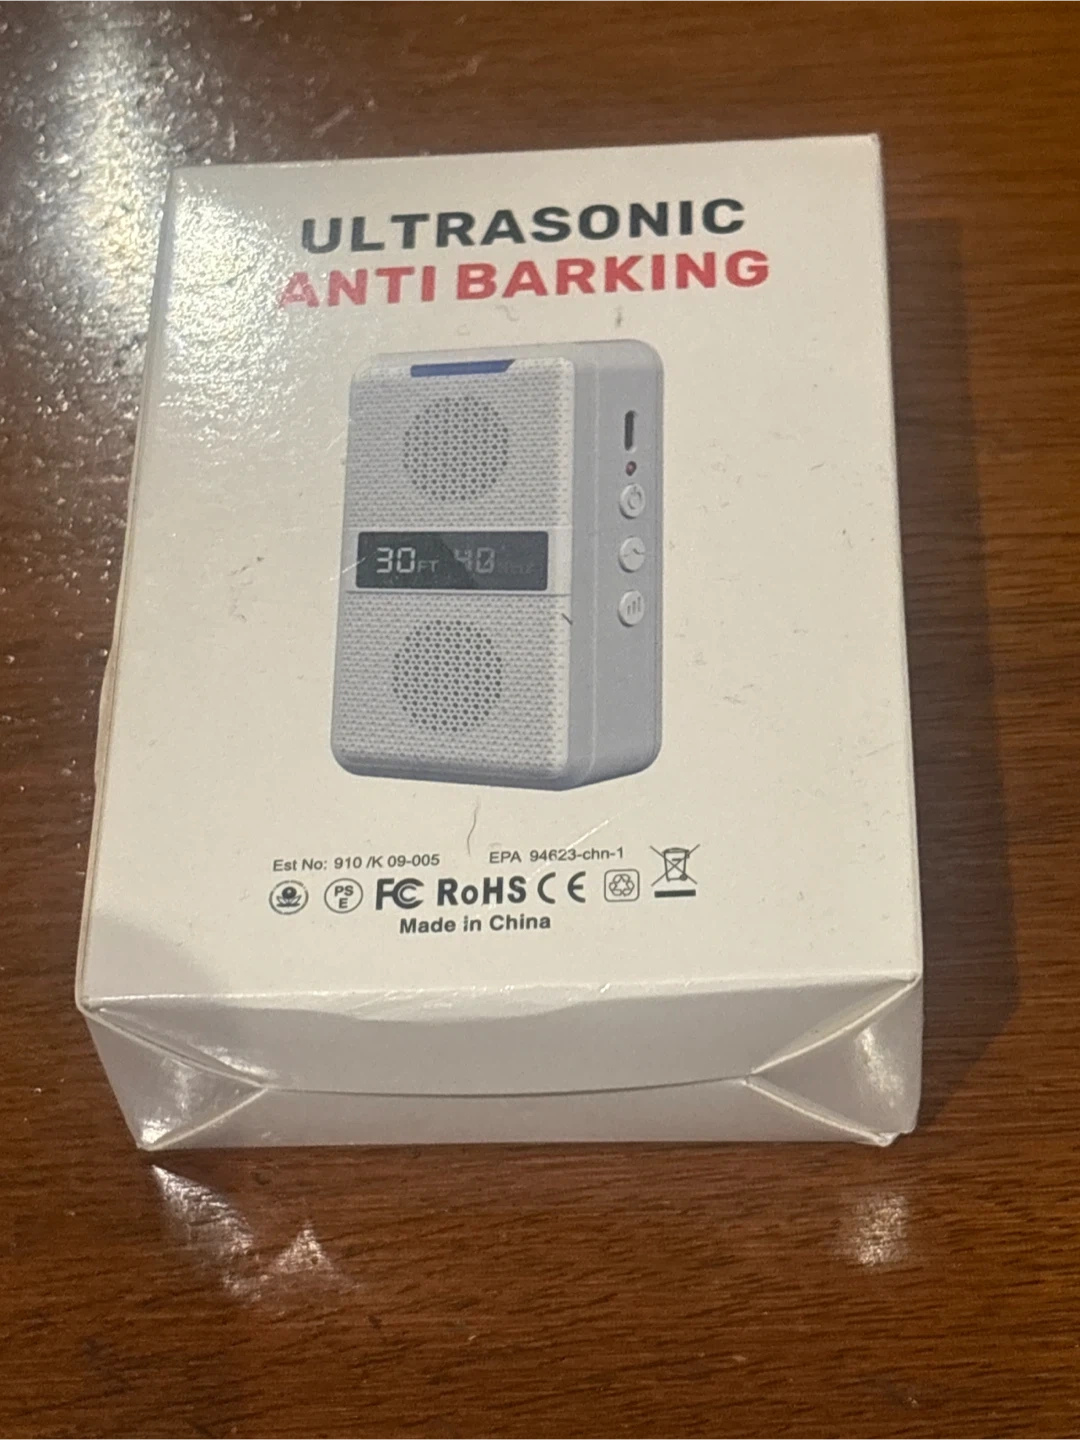 ULTRASONIC
ANTI BARKING
30FT 40
Est No: 910 /K 09-005 EPA 94623-chn-1
PS
E
FC RoHS CE
Made in China